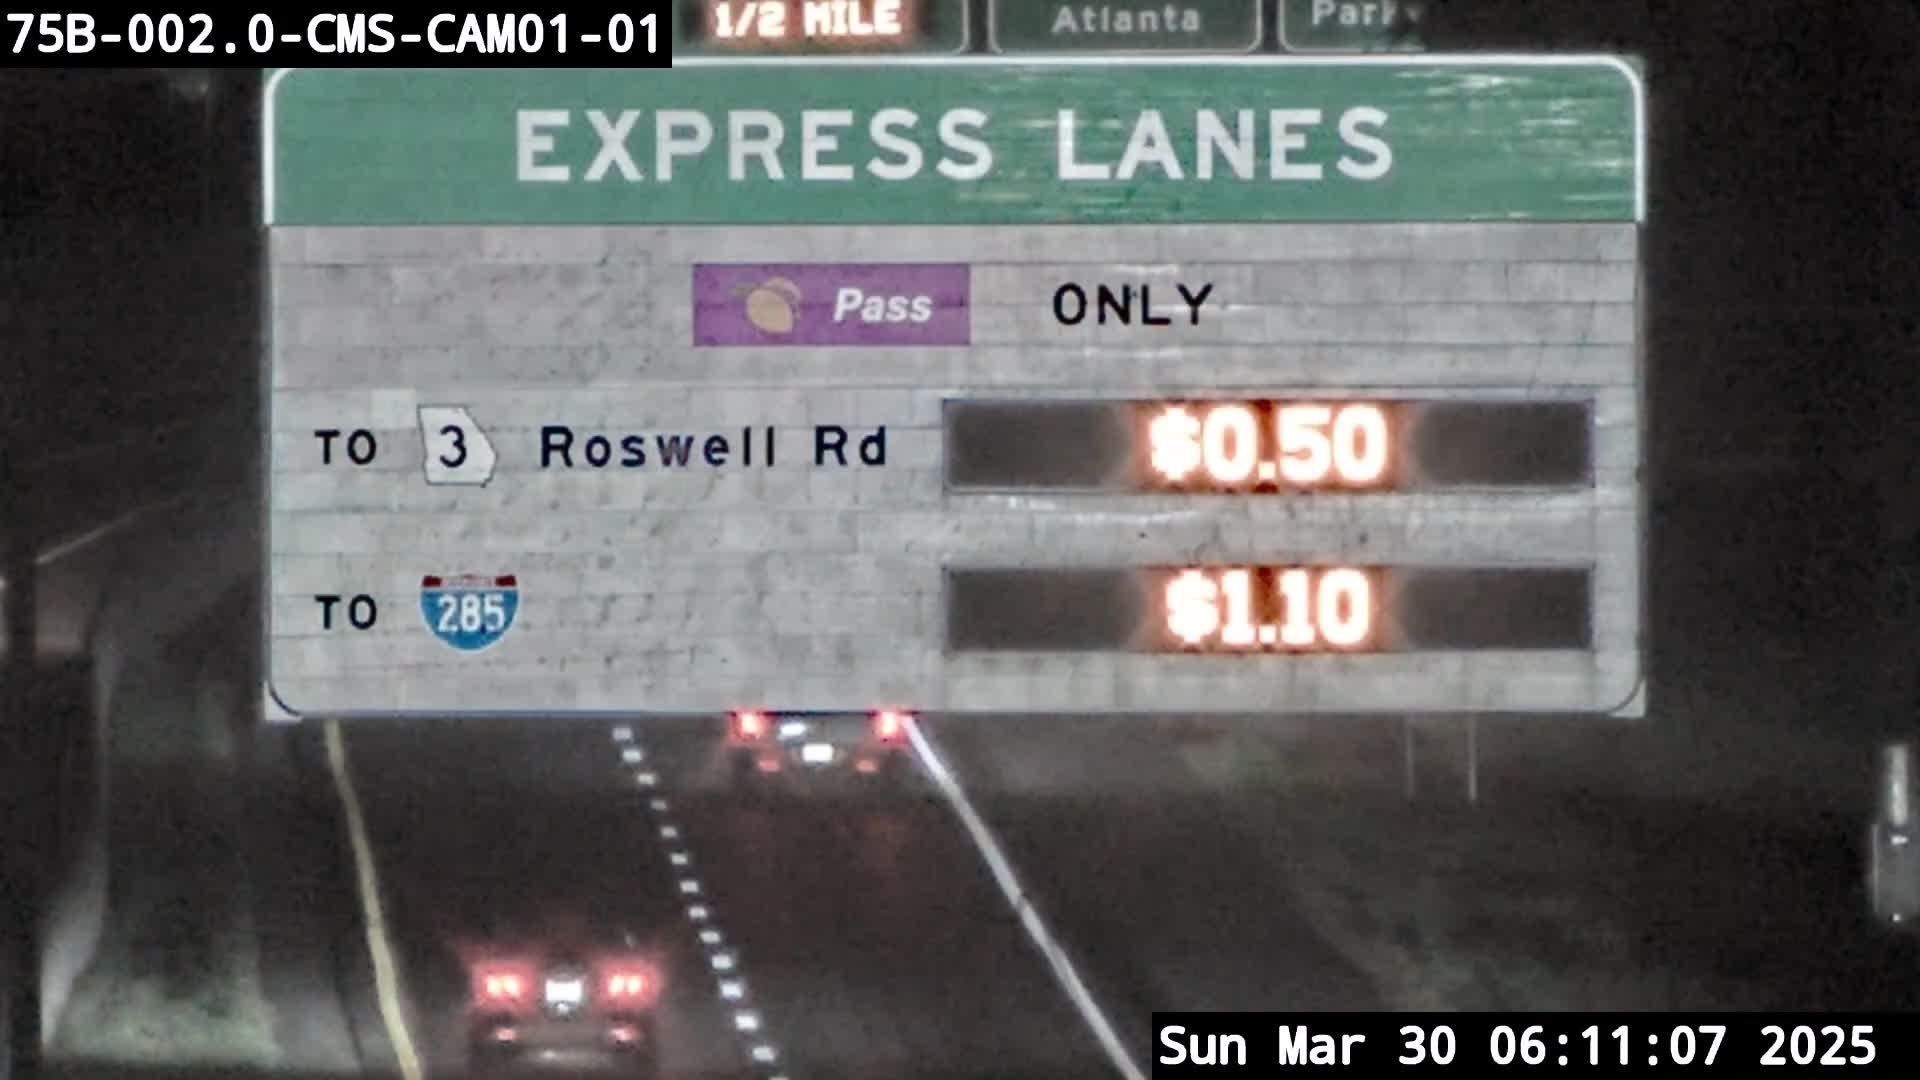 75B-002.0-CMS-CAM01-01
1/2 MILE
Atlanta
EXPRESS LANES
Pass ONLY
TO 3 Roswell Rd $0.50
TO 285 $1.10
Sun Mar 30 06:11:07 2025